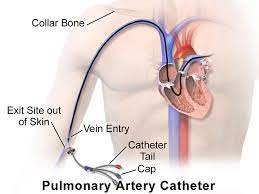 Collar Bone
Exit Site out
of Skin
Vein Entry
Catheter
Tail
Cap
Pulmonary Artery Catheter